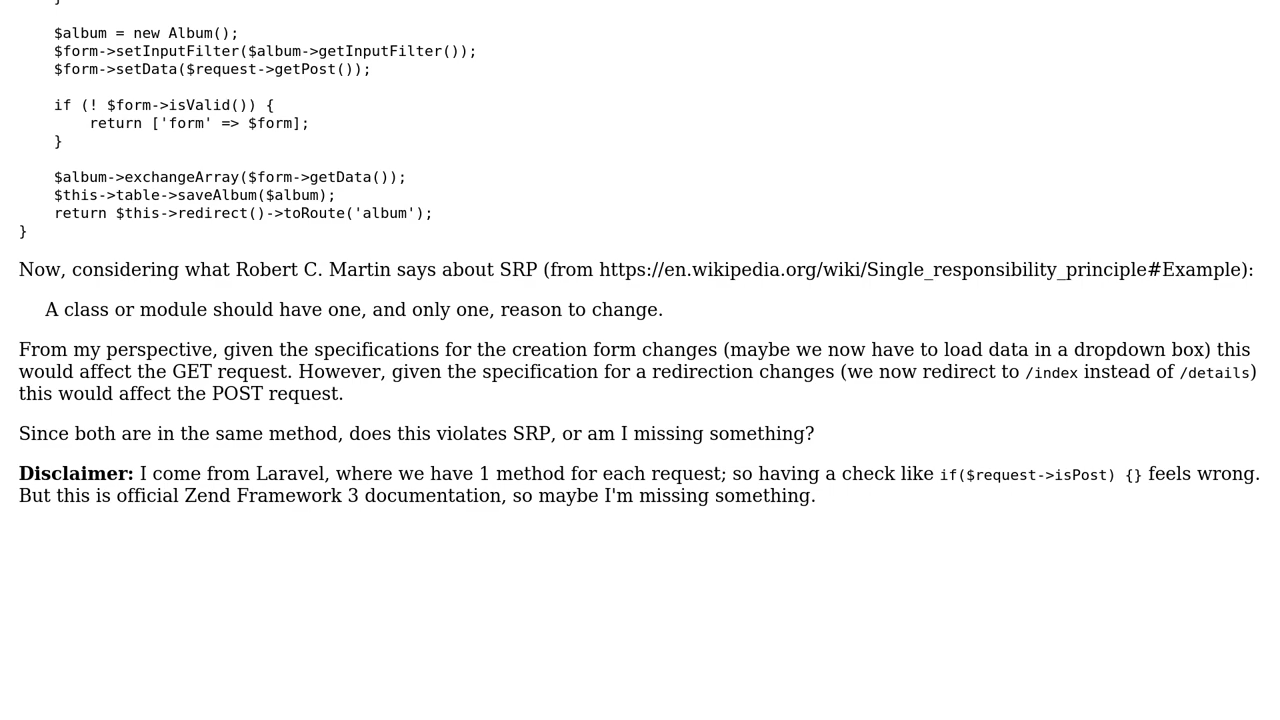 }
$album = new Album();
$form->setInputFilter($album->getInputFilter());
$form->setData($request->getPost());
if (! $form->isValid()) {
return ['form' => $form];
}
$album->exchangeArray($form->getData());
$this->table->saveAlbum($album);
return $this->redirect()->toRoute('album');
}
Now, considering what Robert C. Martin says about SRP (from https://en.wikipedia.org/wiki/Single_responsibility_principle#Example):
A class or module should have one, and only one, reason to change.
From my perspective, given the specifications for the creation form changes (maybe we now have to load data in a dropdown box) this
would affect the GET request. However, given the specification for a redirection changes (we now redirect to /index instead of /details)
this would affect the POST request.
Since both are in the same method, does this violates SRP, or am I missing something?
Disclaimer: I come from Laravel, where we have 1 method for each request; so having a check like if($request->isPost) {} feels wrong.
But this is official Zend Framework 3 documentation, so maybe I'm missing something.